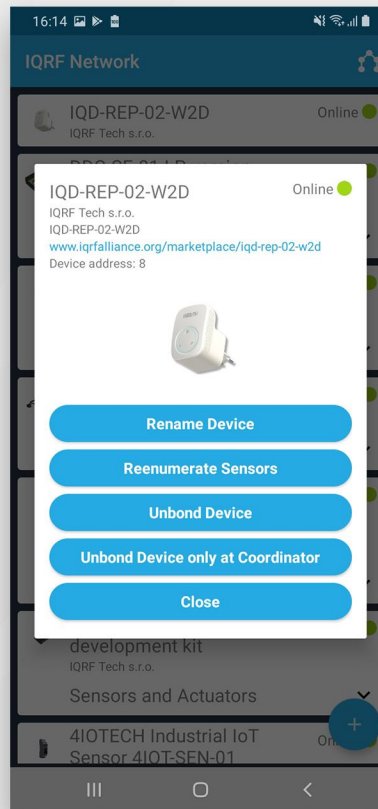 16:14
IQRF Network
IQD-REP-02-W2D
Online
IQRF Tech s.r.o.
IQD-REP-02-W2D
Online
IQRF Tech s.r.o.
IQD-REP-02-W2D
www.iqrfalliance.org/marketplace/iqd-rep-02-w2d
Device address: 8
Rename Device
Reenumerate Sensors
Unbond Device
Unbond Device only at Coordinator
Close
development kit
IQRF Tech s.r.o.
Sensors and Actuators
+
4IOTECH Industrial IoT
Sensor 4IOT-SEN-01